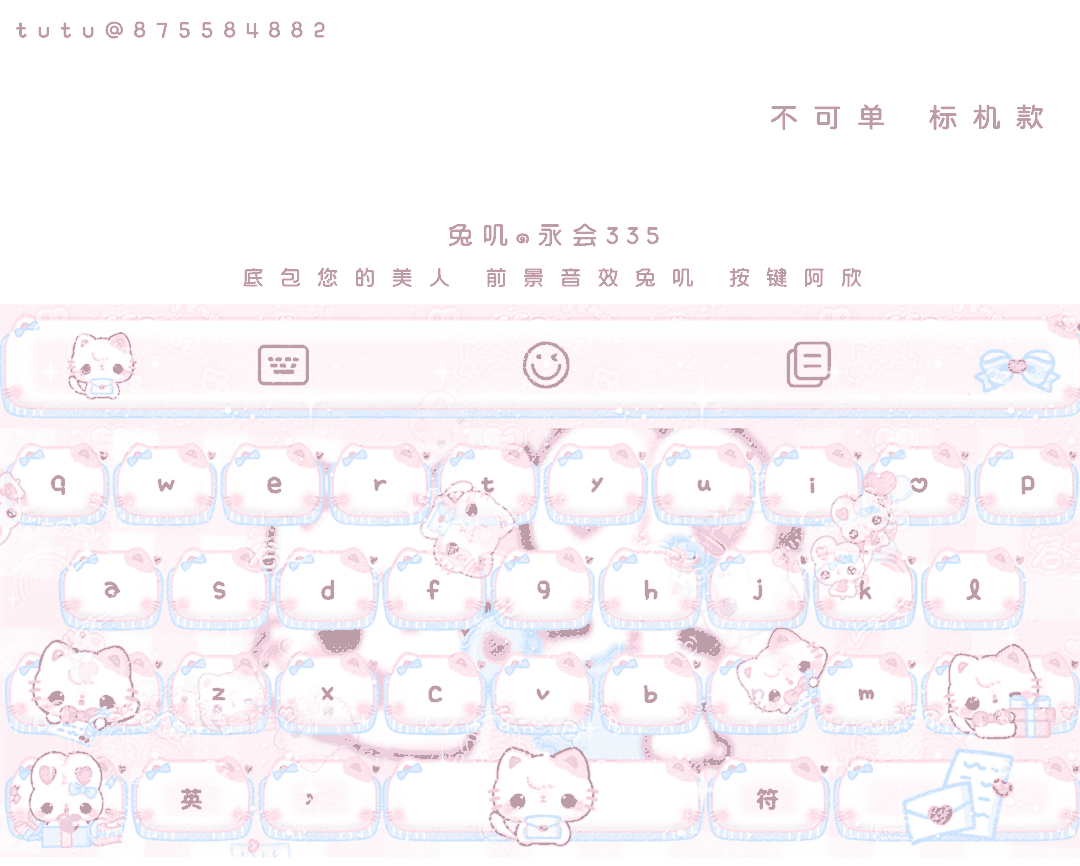 tutu@875584882
不可单 标机款
兔叽๑永会335
底包您的美人 前景音效兔叽 按键阿欣
q w e r t y u i p
a s d f g h j k l
z x c v b m
英 , 符